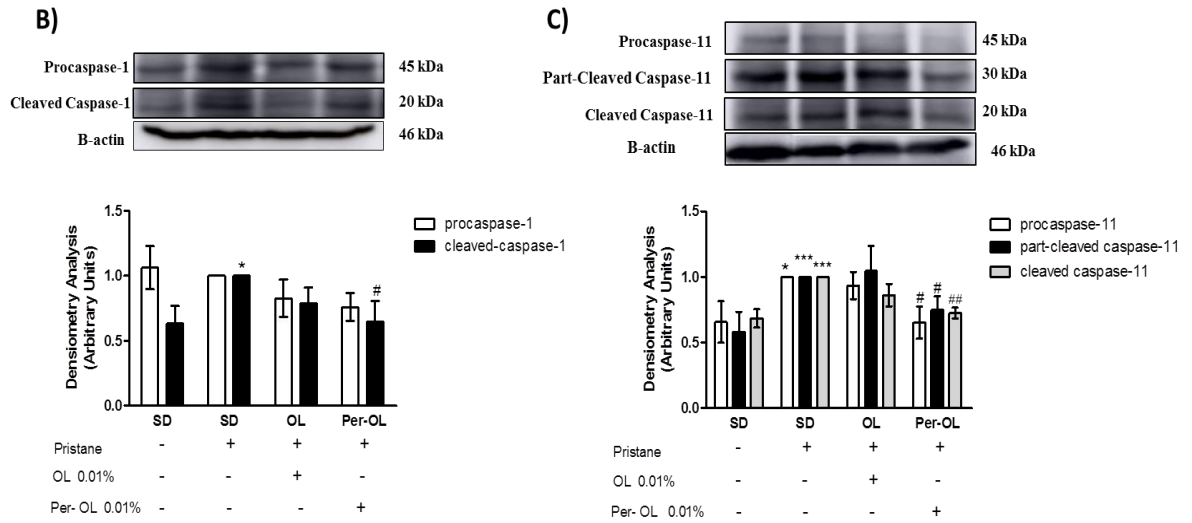 B)
Procaspase-1 45 kDa
Cleaved Caspase-1 20 kDa
B-actin 46 kDa
1.5
1.0
0.5
0.0
Densiometry Analysis
(Arbitrary Units)
procaspase-1
cleaved-caspase-1
*
#
SD SD OL Per-OL
Pristane - + + +
OL 0.01% - - + -
Per- OL 0.01% - - - +
C)
Procaspase-11 45 kDa
Part-Cleaved Caspase-11 30 kDa
Cleaved Caspase-11 20 kDa
B-actin 46 kDa
1.5
1.0
0.5
0.0
Densiometry Analysis
(Arbitrary Units)
procaspase-11
part-cleaved caspase-11
cleaved caspase-11
* *** ***
# # ##
SD SD OL Per-OL
Pristane - + + +
OL 0.01% - - + -
Per- OL 0.01% - - - +